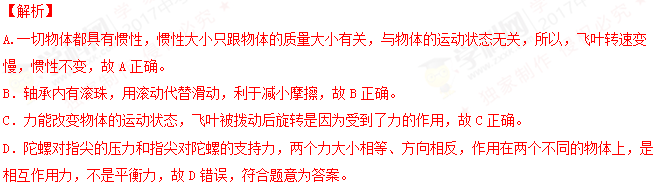 【解析】
A.一切物体都具有惯性，惯性大小只跟物体的质量大小有关，与物体的运动状态无关，所以，飞叶转速变
慢，惯性不变，故 A 正确。
B．轴承内有滚珠，用滚动代替滑动，利于减小摩擦，故 B 正确。
C．力能改变物体的运动状态，飞叶被拨动后旋转是因为受到了力的作用，故 C 正确。
D．陀螺对指尖的压力和指尖对陀螺的支持力，两个力大小相等、方向相反，作用在两个不同的物体上，是
相互作用力，不是平衡力，故 D 错误，符合题意为答案。